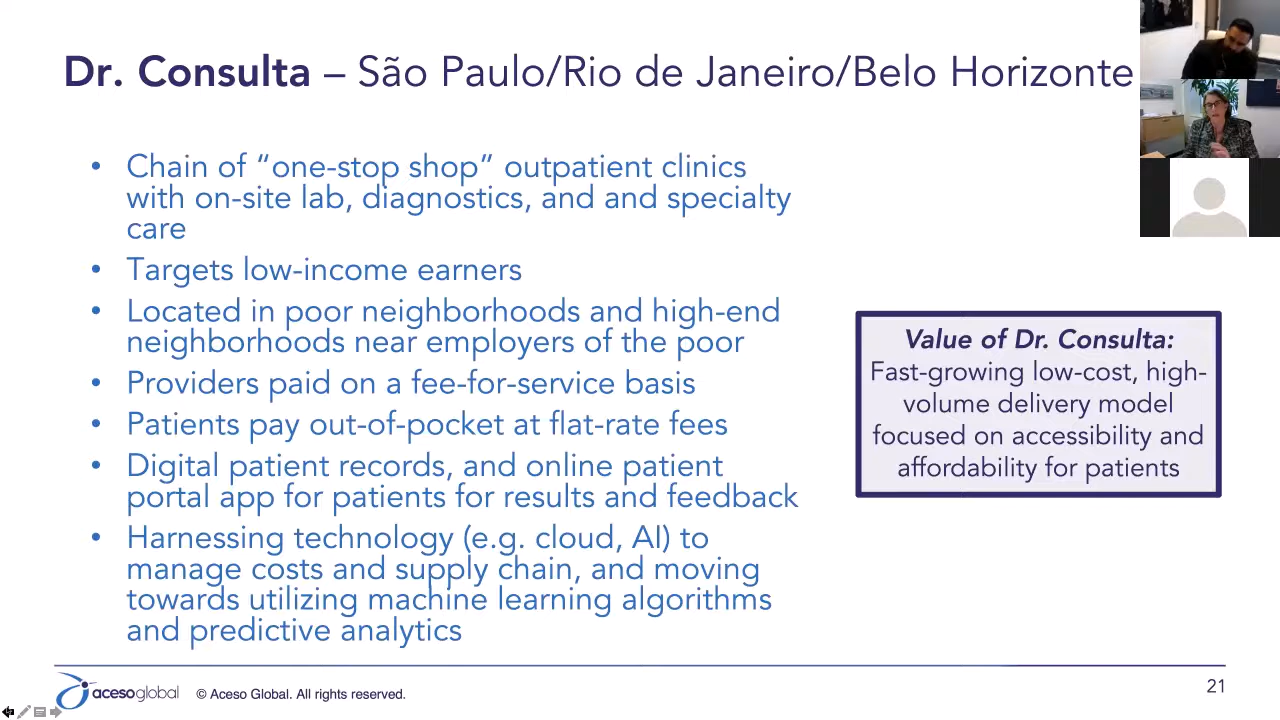 Dr. Consulta – São Paulo/Rio de Janeiro/Belo Horizonte
• Chain of “one-stop shop” outpatient clinics
with on-site lab, diagnostics, and and specialty
care
• Targets low-income earners
• Located in poor neighborhoods and high-end
neighborhoods near employers of the poor
• Providers paid on a fee-for-service basis
• Patients pay out-of-pocket at flat-rate fees
• Digital patient records, and online patient
portal app for patients for results and feedback
• Harnessing technology (e.g. cloud, AI) to
manage costs and supply chain, and moving
towards utilizing machine learning algorithms
and predictive analytics
Value of Dr. Consulta:
Fast-growing low-cost, high-
volume delivery model
focused on accessibility and
affordability for patients
acesoglobal
© Aceso Global. All rights reserved.
21